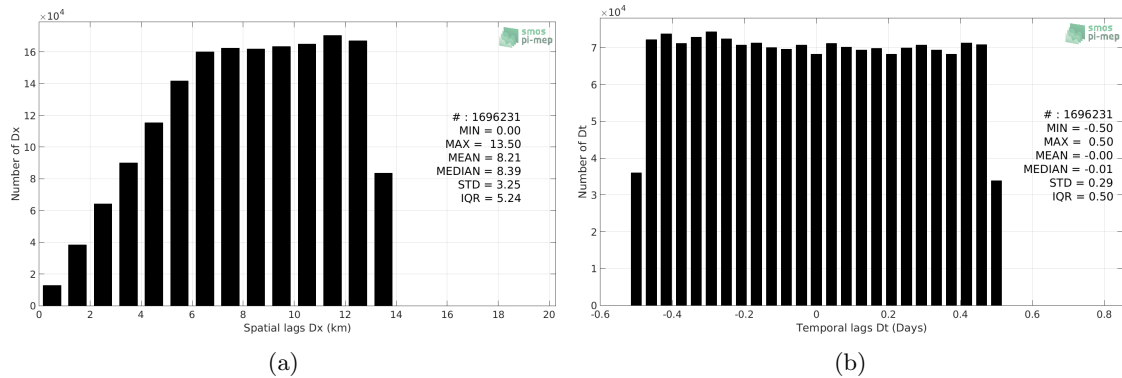 ×10⁴
smos
pi-mep
Number of Dx
16
14
12
10
8
6
4
2
0
# : 1696231
MIN = 0.00
MAX = 13.50
MEAN = 8.21
MEDIAN = 8.39
STD = 3.25
IQR = 5.24
0 2 4 6 8 10 12 14 16 18 20
Spatial lags Dx (km)
(a)
×10⁴
smos
pi-mep
Number of Dt
7
6
5
4
3
2
1
0
# : 1696231
MIN = -0.50
MAX = 0.50
MEAN = -0.00
MEDIAN = -0.01
STD = 0.29
IQR = 0.50
-0.6 -0.4 -0.2 0 0.2 0.4 0.6 0.8
Temporal lags Dt (Days)
(b)